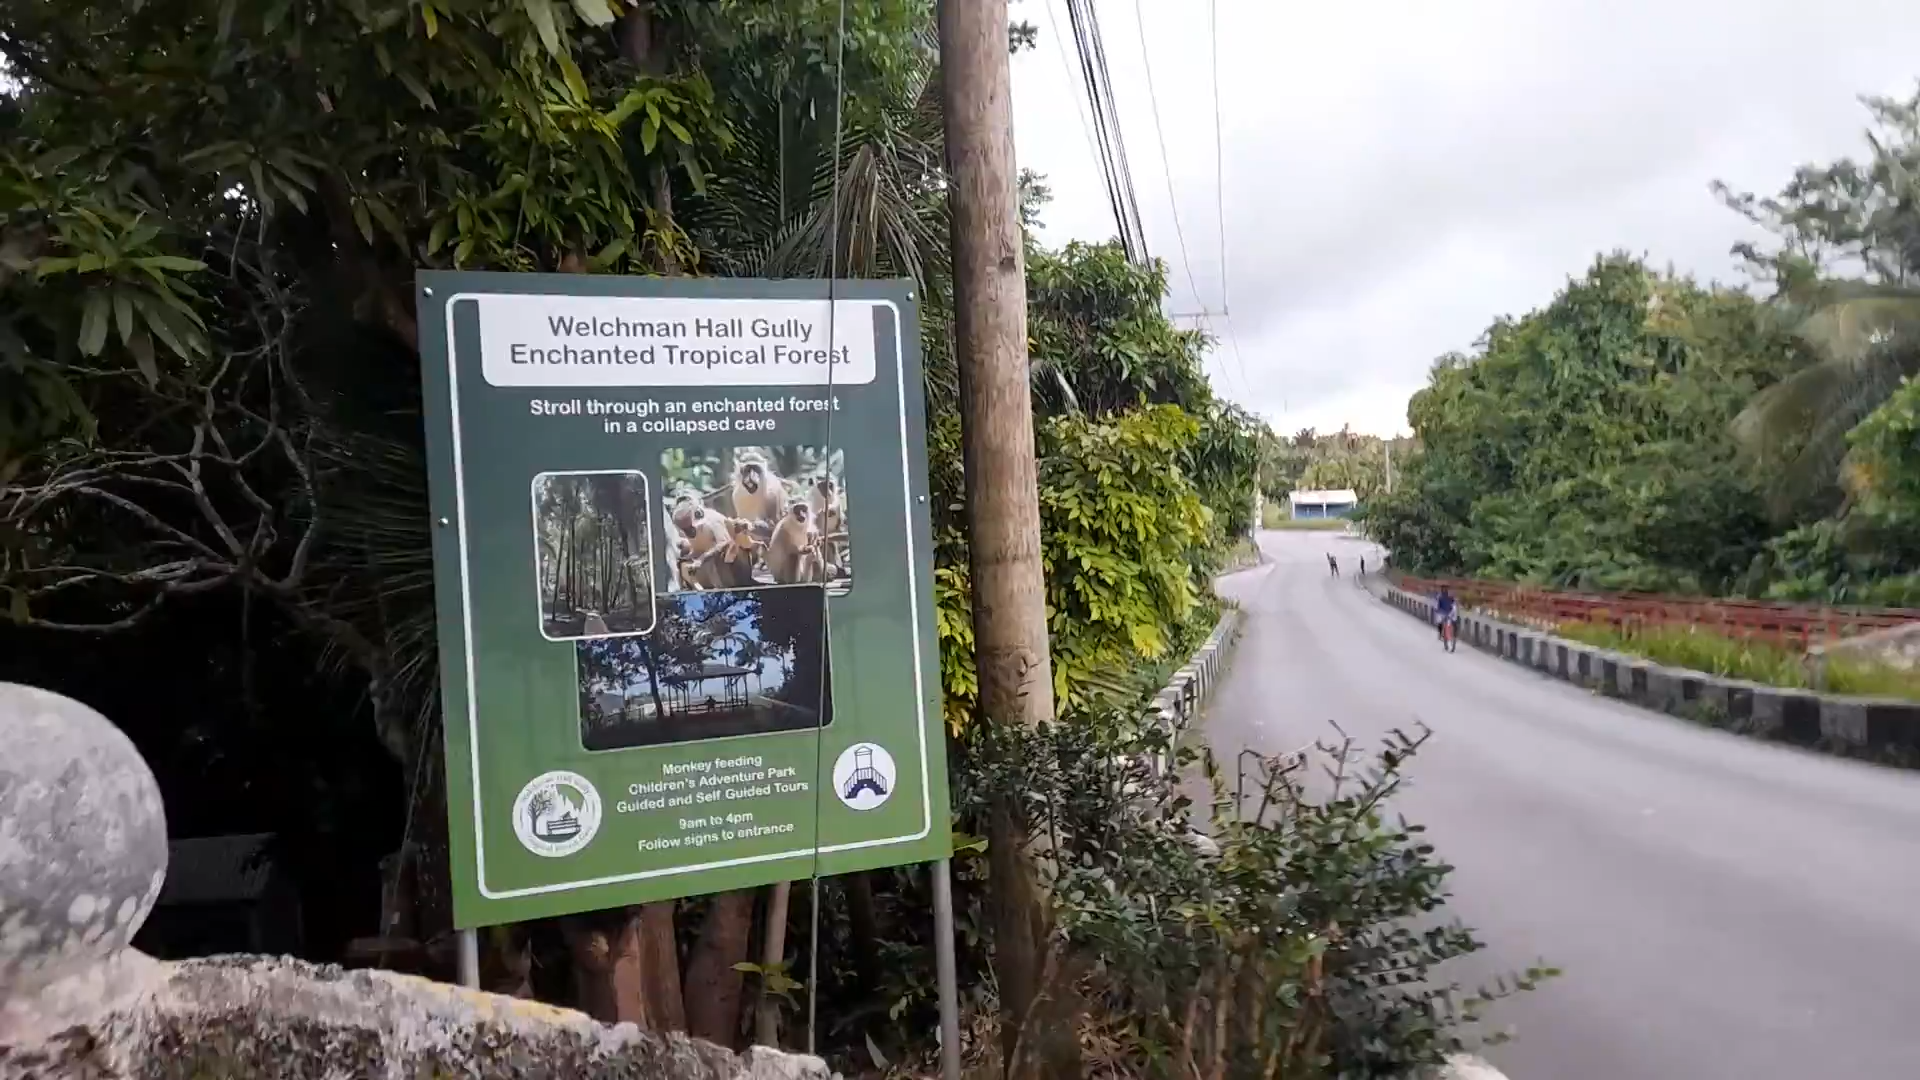 Welchman Hall Gully
Enchanted Tropical Forest
Stroll through an enchanted forest
in a collapsed cave
Monkey feeding
Children's Adventure Park
Guided and Self Guided Tours
9am to 4pm
Follow signs to entrance